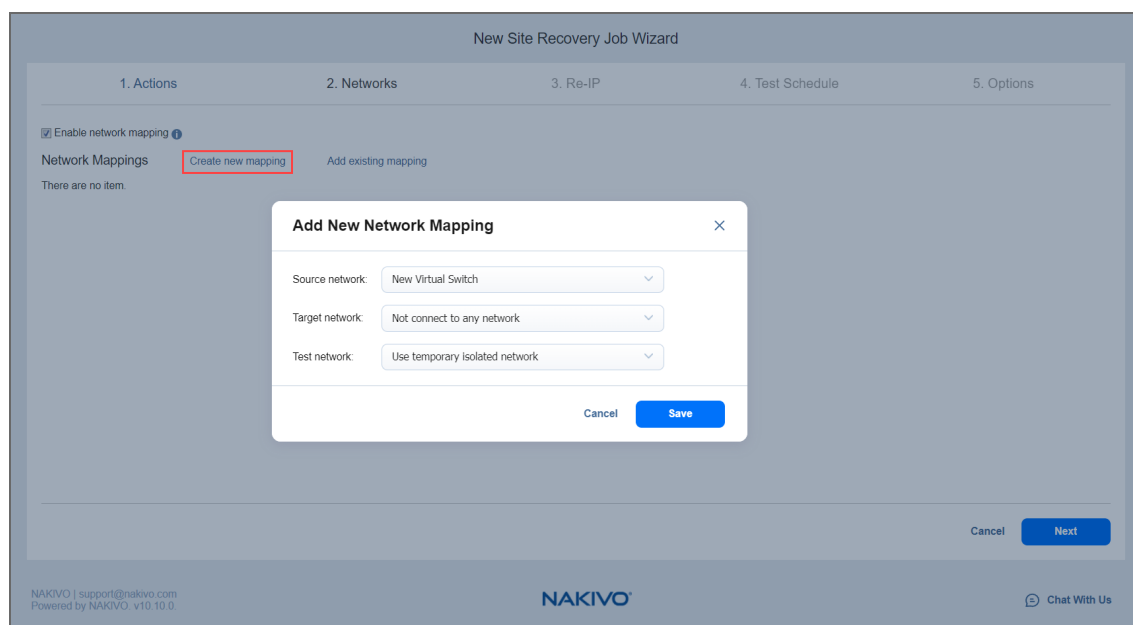 New Site Recovery Job Wizard
1. Actions 2. Networks 3. Re-IP 4. Test Schedule 5. Options
Enable network mapping
Network Mappings Create new mapping Add existing mapping
There are no item.
Add New Network Mapping
Source network: New Virtual Switch
Target network: Not connect to any network
Test network: Use temporary isolated network
Cancel Save
Cancel Next
NAKIVO | support@nakivo.com
Powered by NAKIVO. v10.10.0.
NAKIVO®
Chat With Us